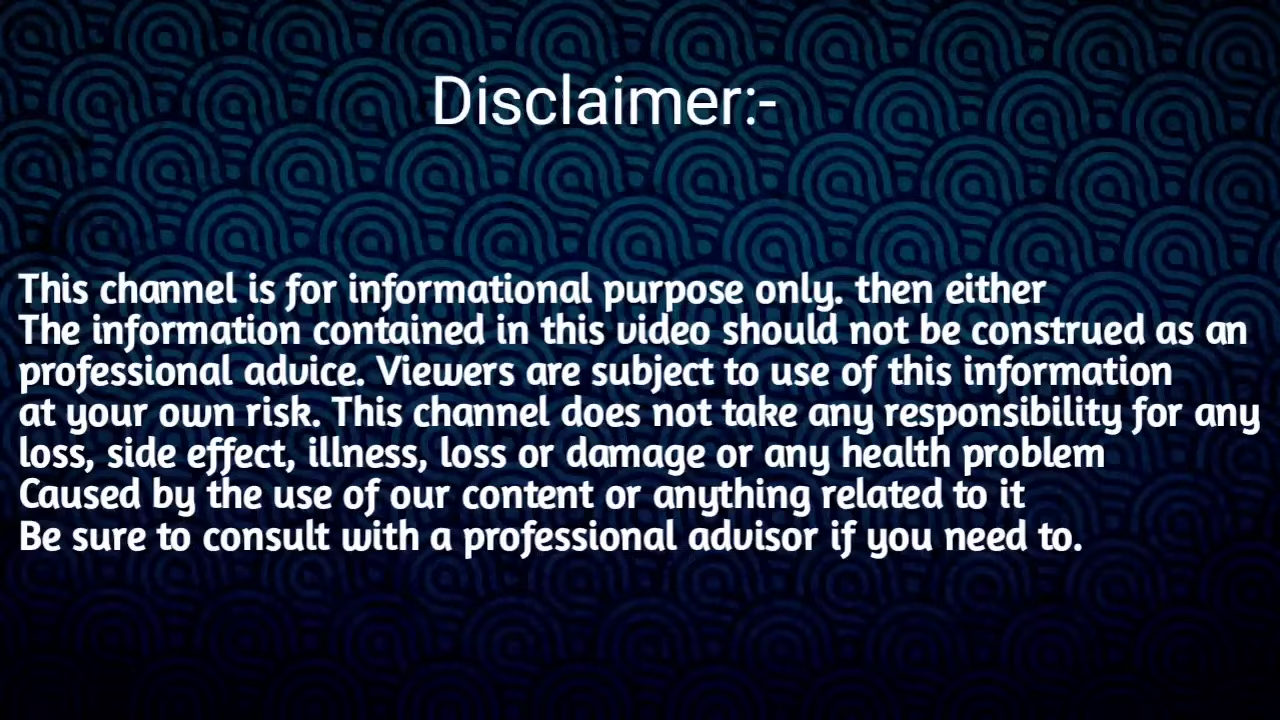 Disclaimer:-
This channel is for informational purpose only. then either
The information contained in this video should not be construed as an
professional advice. Viewers are subject to use of this information
at your own risk. This channel does not take any responsibility for any
loss, side effect, illness, loss or damage or any health problem
Caused by the use of our content or anything related to it
Be sure to consult with a professional advisor if you need to.